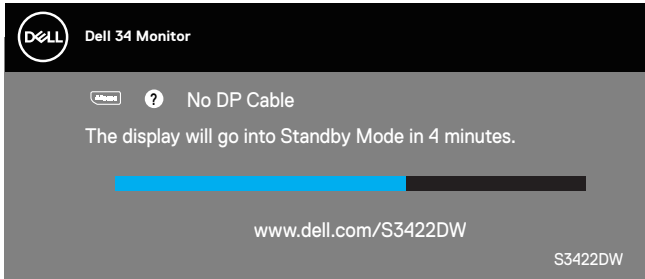 DELL
Dell 34 Monitor
? No DP Cable
The display will go into Standby Mode in 4 minutes.
www.dell.com/S3422DW
S3422DW